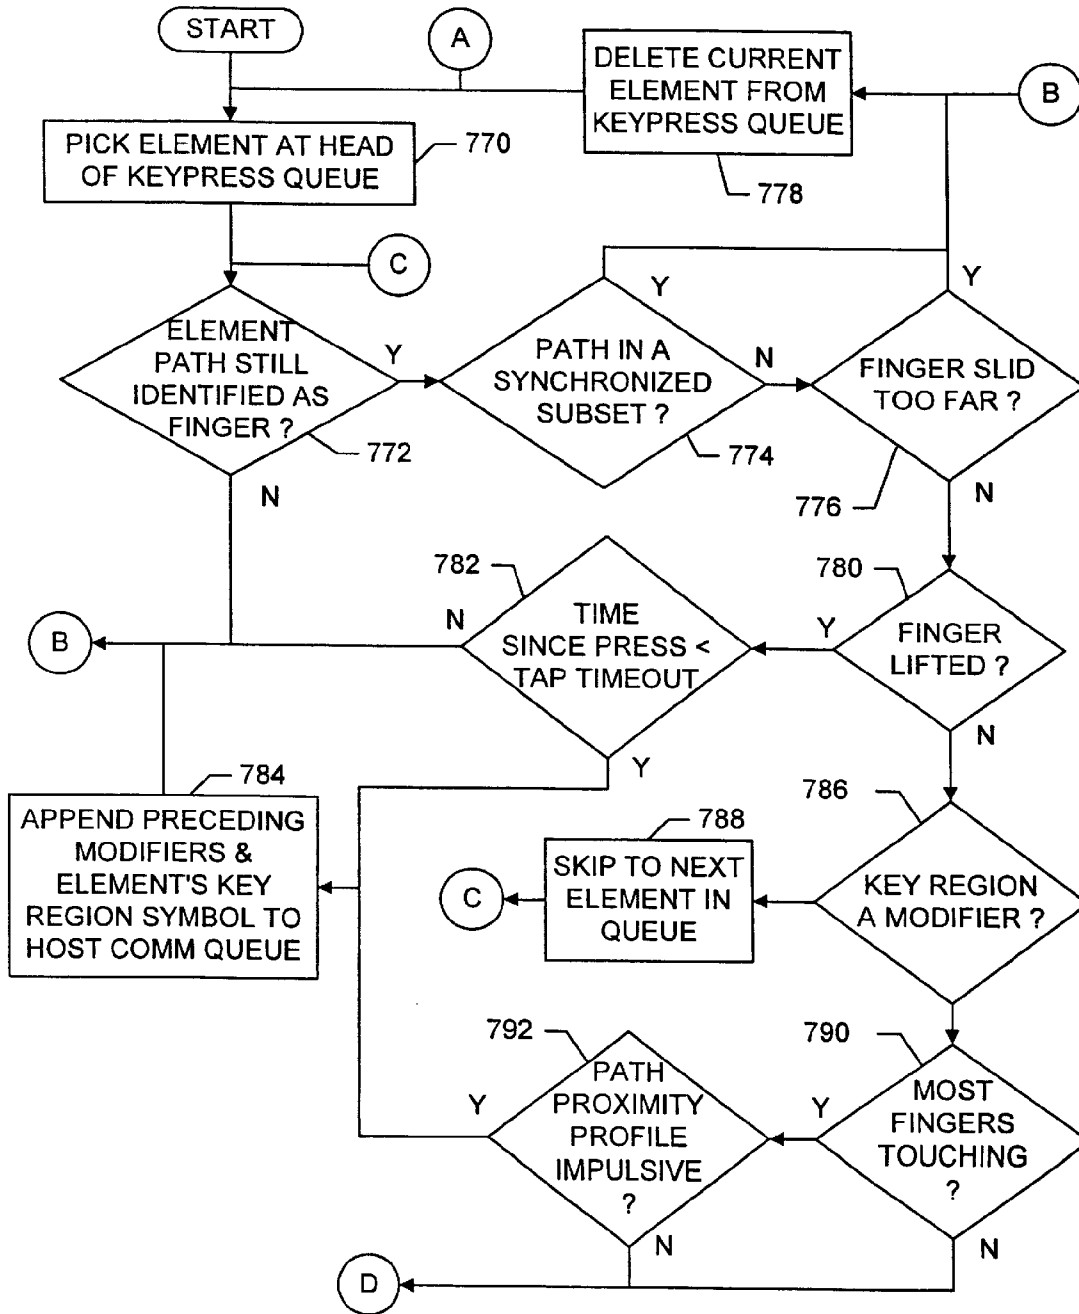 START
A
DELETE CURRENT
ELEMENT FROM
KEYPRESS QUEUE
B
PICK ELEMENT AT HEAD
OF KEYPRESS QUEUE
770
778
C
ELEMENT
PATH STILL
IDENTIFIED AS
FINGER ?
Y
772
N
PATH IN A
SYNCHRONIZED
SUBSET ?
Y
N
774
FINGER SLID
TOO FAR ?
Y
776
N
782
TIME
SINCE PRESS <
TAP TIMEOUT
N
Y
780
FINGER
LIFTED ?
Y
N
B
784
APPEND PRECEDING
MODIFIERS &
ELEMENT'S KEY
REGION SYMBOL TO
HOST COMM QUEUE
C
788
SKIP TO NEXT
ELEMENT IN
QUEUE
786
KEY REGION
A MODIFIER ?
792
PATH
PROXIMITY
PROFILE
IMPULSIVE
?
Y
N
790
MOST
FINGERS
TOUCHING
?
Y
N
D